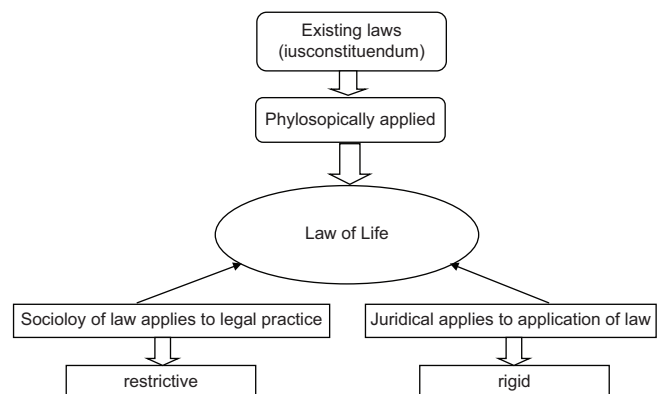 Existing laws
(iusconstituendum)
Phylosopically applied
Law of Life
Socioloy of law applies to legal practice
Juridical applies to application of law
restrictive
rigid